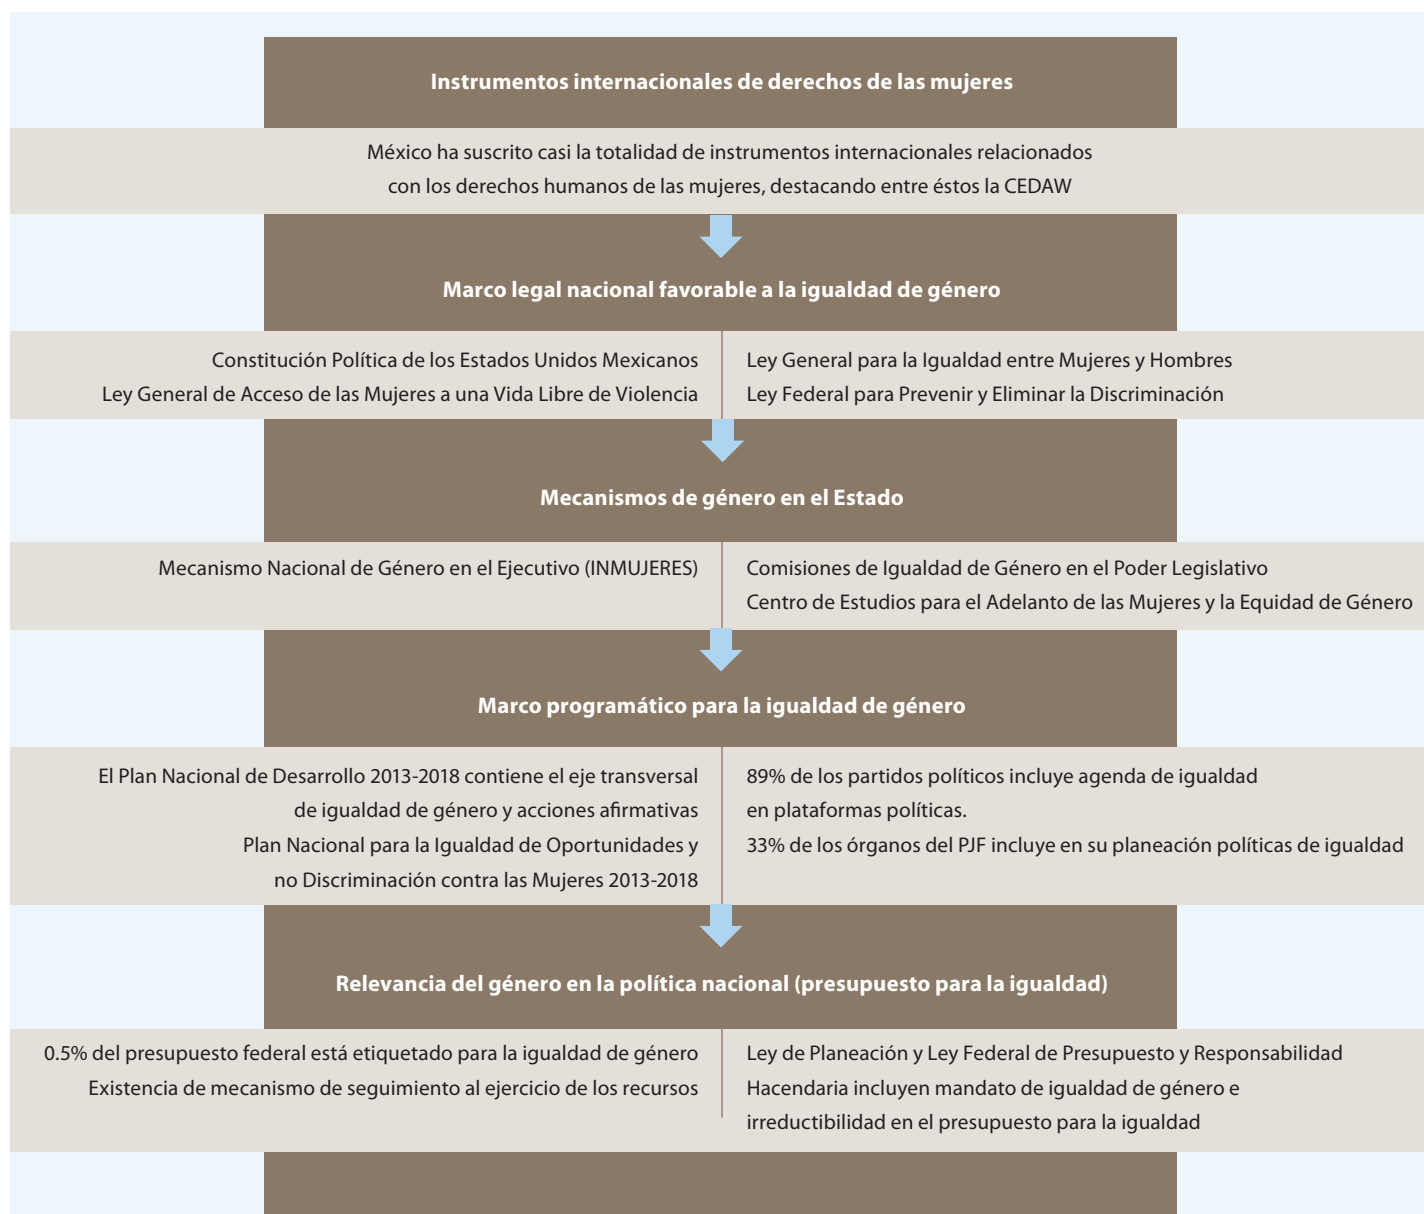 Instrumentos internacionales de derechos de las mujeres
México ha suscrito casi la totalidad de instrumentos internacionales relacionados
con los derechos humanos de las mujeres, destacando entre éstos la CEDAW
Marco legal nacional favorable a la igualdad de género
Constitución Política de los Estados Unidos Mexicanos
Ley General de Acceso de las Mujeres a una Vida Libre de Violencia
Ley General para la Igualdad entre Mujeres y Hombres
Ley Federal para Prevenir y Eliminar la Discriminación
Mecanismos de género en el Estado
Mecanismo Nacional de Género en el Ejecutivo (INMUJERES)
Comisiones de Igualdad de Género en el Poder Legislativo
Centro de Estudios para el Adelanto de las Mujeres y la Equidad de Género
Marco programático para la igualdad de género
El Plan Nacional de Desarrollo 2013-2018 contiene el eje transversal
de igualdad de género y acciones afirmativas
Plan Nacional para la Igualdad de Oportunidades y
no Discriminación contra las Mujeres 2013-2018
89% de los partidos políticos incluye agenda de igualdad
en plataformas políticas.
33% de los órganos del PJF incluye en su planeación políticas de igualdad
Relevancia del género en la política nacional (presupuesto para la igualdad)
0.5% del presupuesto federal está etiquetado para la igualdad de género
Existencia de mecanismo de seguimiento al ejercicio de los recursos
Ley de Planeación y Ley Federal de Presupuesto y Responsabilidad
Hacendaria incluyen mandato de igualdad de género e
irreductibilidad en el presupuesto para la igualdad